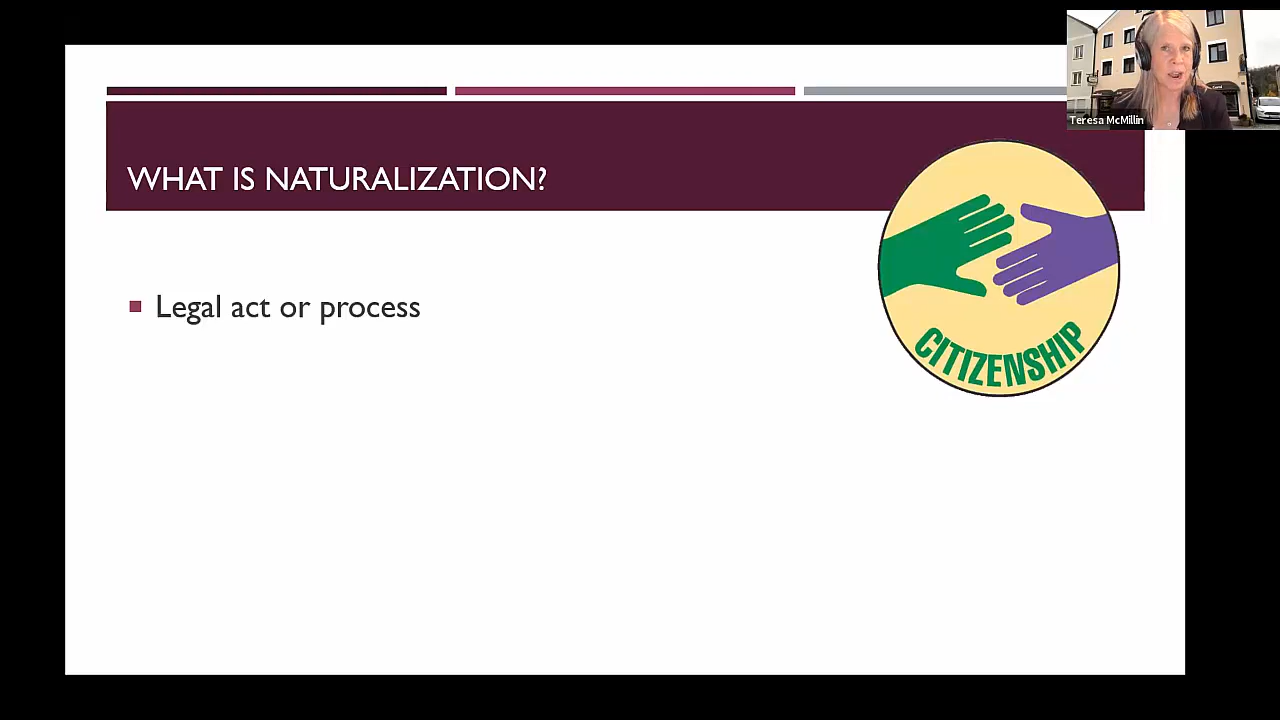 Teresa McMillin
WHAT IS NATURALIZATION?
Legal act or process
CITIZENSHIP